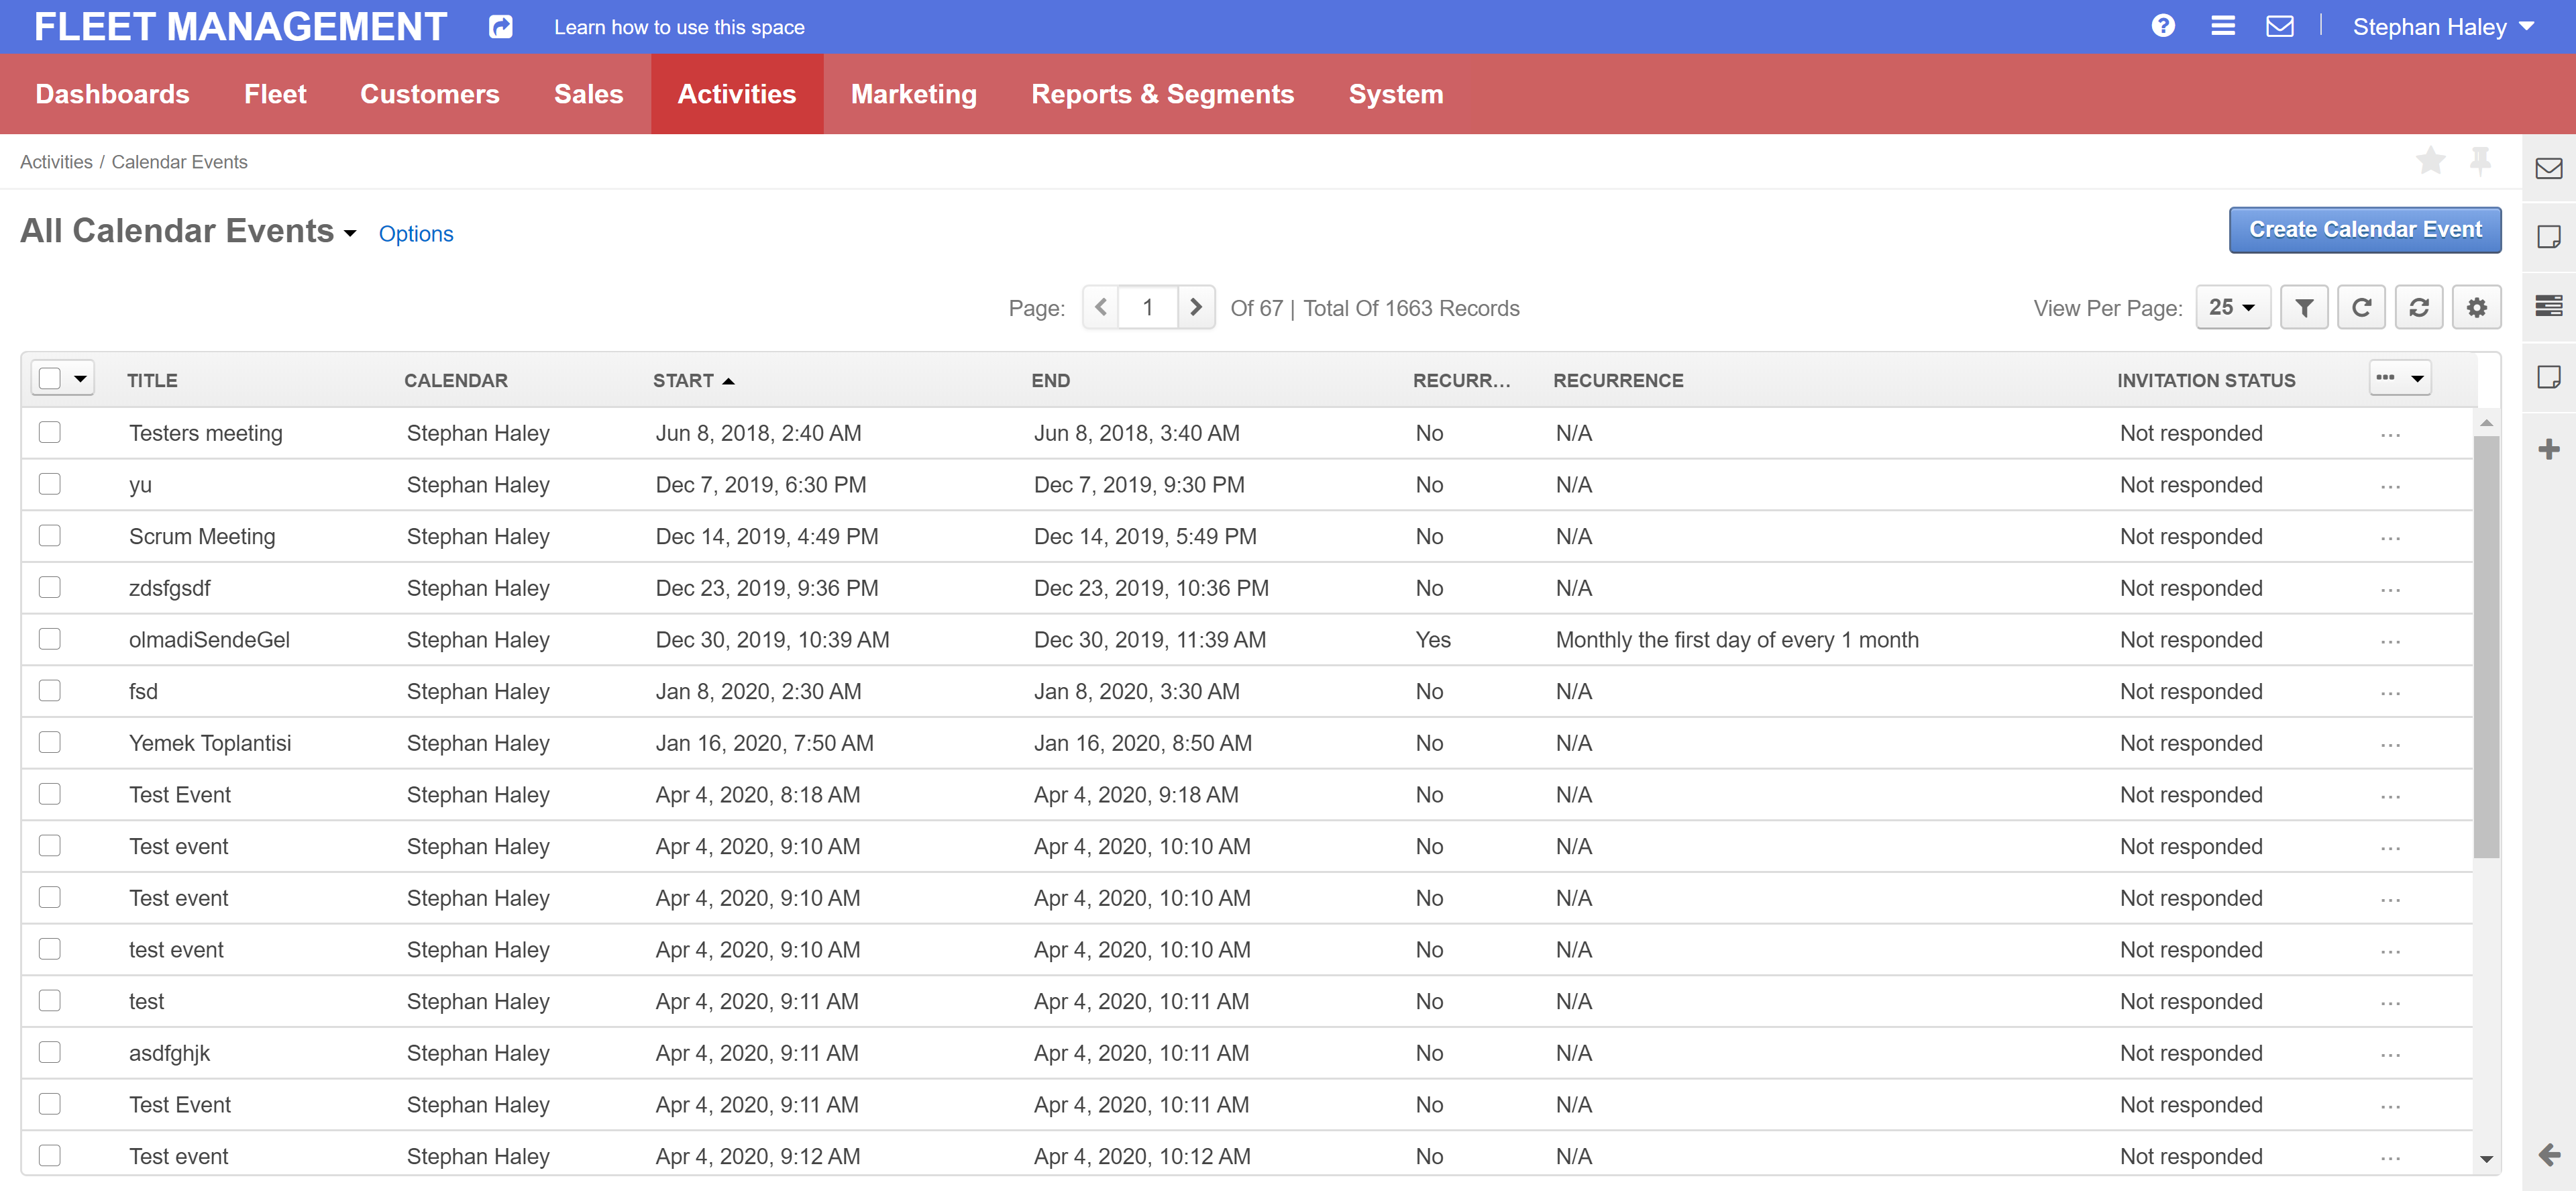 FLEET MANAGEMENT Learn how to use this space Stephan Haley
Dashboards Fleet Customers Sales Activities Marketing Reports & Segments System
Activities / Calendar Events
All Calendar Events Options Create Calendar Event
Page: 1 Of 67 | Total Of 1663 Records View Per Page: 25
TITLE CALENDAR START END RECURR... RECURRENCE INVITATION STATUS
Testers meeting Stephan Haley Jun 8, 2018, 2:40 AM Jun 8, 2018, 3:40 AM No N/A Not responded ...
yu Stephan Haley Dec 7, 2019, 6:30 PM Dec 7, 2019, 9:30 PM No N/A Not responded ...
Scrum Meeting Stephan Haley Dec 14, 2019, 4:49 PM Dec 14, 2019, 5:49 PM No N/A Not responded ...
zdsfgsdf Stephan Haley Dec 23, 2019, 9:36 PM Dec 23, 2019, 10:36 PM No N/A Not responded ...
olmadiSendeGel Stephan Haley Dec 30, 2019, 10:39 AM Dec 30, 2019, 11:39 AM Yes Monthly the first day of every 1 month Not responded ...
fsd Stephan Haley Jan 8, 2020, 2:30 AM Jan 8, 2020, 3:30 AM No N/A Not responded ...
Yemek Toplantisi Stephan Haley Jan 16, 2020, 7:50 AM Jan 16, 2020, 8:50 AM No N/A Not responded ...
Test Event Stephan Haley Apr 4, 2020, 8:18 AM Apr 4, 2020, 9:18 AM No N/A Not responded ...
Test event Stephan Haley Apr 4, 2020, 9:10 AM Apr 4, 2020, 10:10 AM No N/A Not responded ...
Test event Stephan Haley Apr 4, 2020, 9:10 AM Apr 4, 2020, 10:10 AM No N/A Not responded ...
test event Stephan Haley Apr 4, 2020, 9:10 AM Apr 4, 2020, 10:10 AM No N/A Not responded ...
test Stephan Haley Apr 4, 2020, 9:11 AM Apr 4, 2020, 10:11 AM No N/A Not responded ...
asdfghjk Stephan Haley Apr 4, 2020, 9:11 AM Apr 4, 2020, 10:11 AM No N/A Not responded ...
Test Event Stephan Haley Apr 4, 2020, 9:11 AM Apr 4, 2020, 10:11 AM No N/A Not responded ...
Test event Stephan Haley Apr 4, 2020, 9:12 AM Apr 4, 2020, 10:12 AM No N/A Not responded ...